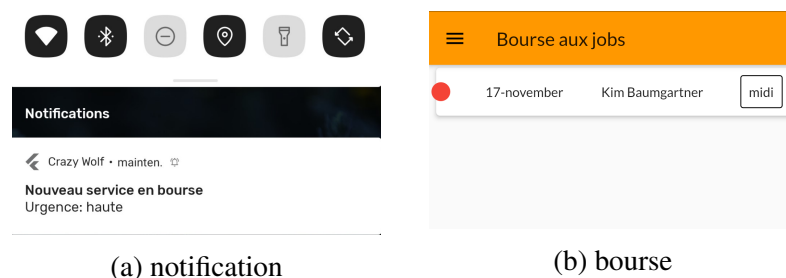 Notifications
Crazy Wolf • mainten.
Nouveau service en bourse
Urgence: haute
(a) notification
Bourse aux jobs
17-november Kim Baumgartner midi
(b) bourse